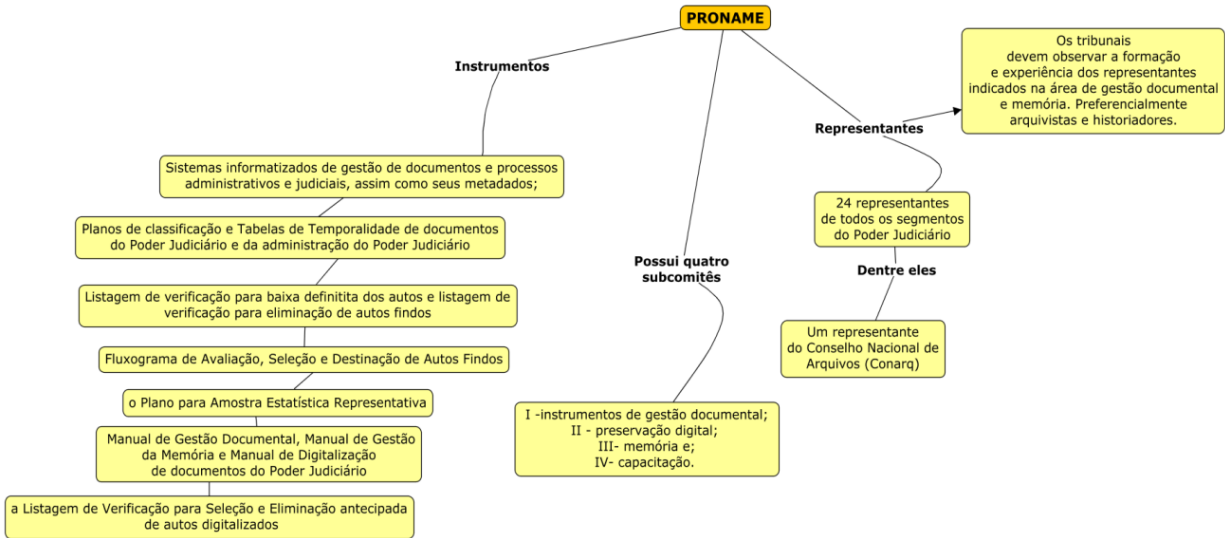 PRONAME
Instrumentos
Sistemas informatizados de gestão de documentos e processos
administrativos e judiciais, assim como seus metadados;
Planos de classificação e Tabelas de Temporalidade de documentos
do Poder Judiciário e da administração do Poder Judiciário
Listagem de verificação para baixa definitita dos autos e listagem de
verificação para eliminação de autos findos
Fluxograma de Avaliação, Seleção e Destinação de Autos Findos
o Plano para Amostra Estatística Representativa
Manual de Gestão Documental, Manual de Gestão
da Memória e Manual de Digitalização
de documentos do Poder Judiciário
a Listagem de Verificação para Seleção e Eliminação antecipada
de autos digitalizados
Possui quatro
subcomitês
I -instrumentos de gestão documental;
II - preservação digital;
III- memória e;
IV- capacitação.
Representantes
Os tribunais
devem observar a formação
e experiência dos representantes
indicados na área de gestão documental
e memória. Preferencialmente
arquivistas e historiadores.
24 representantes
de todos os segmentos
do Poder Judiciário
Dentre eles
Um representante
do Conselho Nacional de
Arquivos (Conarq)